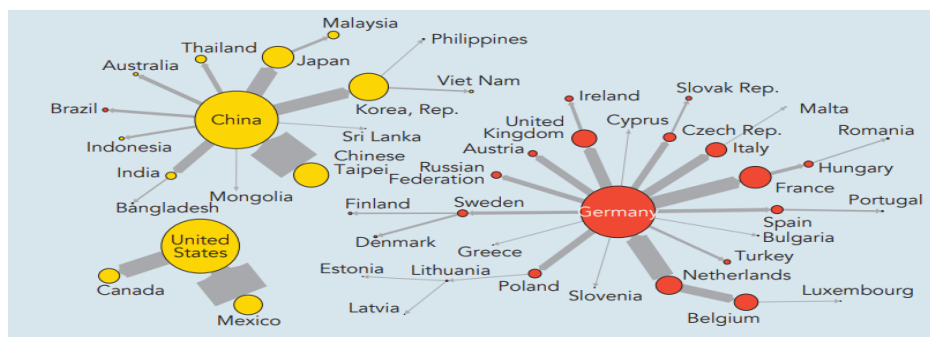 Malaysia
Thailand
Japan
Philippines
Australia
Viet Nam
Korea, Rep.
Brazil
China
Sri Lanka
Indonesia
Chinese
Taipei
India
Mongolia
Bangladesh
United
States
Canada
Mexico
Ireland
Slovak Rep.
Malta
United
Kingdom
Cyprus
Czech Rep.
Romania
Austria
Italy
Russian
Federation
Hungary
France
Finland
Sweden
Germany
Portugal
Spain
Denmark
Bulgaria
Greece
Turkey
Estonia
Lithuania
Poland
Netherlands
Slovenia
Luxembourg
Latvia
Belgium